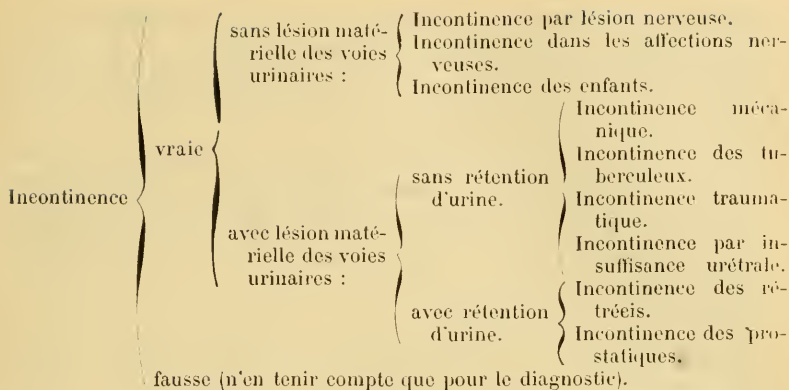 Incontinence
vraie
sans lésion maté-
rielle des voies
urinaires :
Incontinence par lésion nerveuse.
Incontinence dans les affections ner-
veuses.
Incontinence des enfants.
avec lésion maté-
rielle des voies
urinaires :
sans rétention
d'urine.
Incontinence méca-
nique.
Incontinence des tu-
berculeux.
Incontinence trauma-
tique.
Incontinence par in-
suffisance urétrale.
avec rétention
d'urine.
Incontinence des ré-
trécis.
Incontinence des pro-
statiques.
fausse (n'en tenir compte que pour le diagnostic).